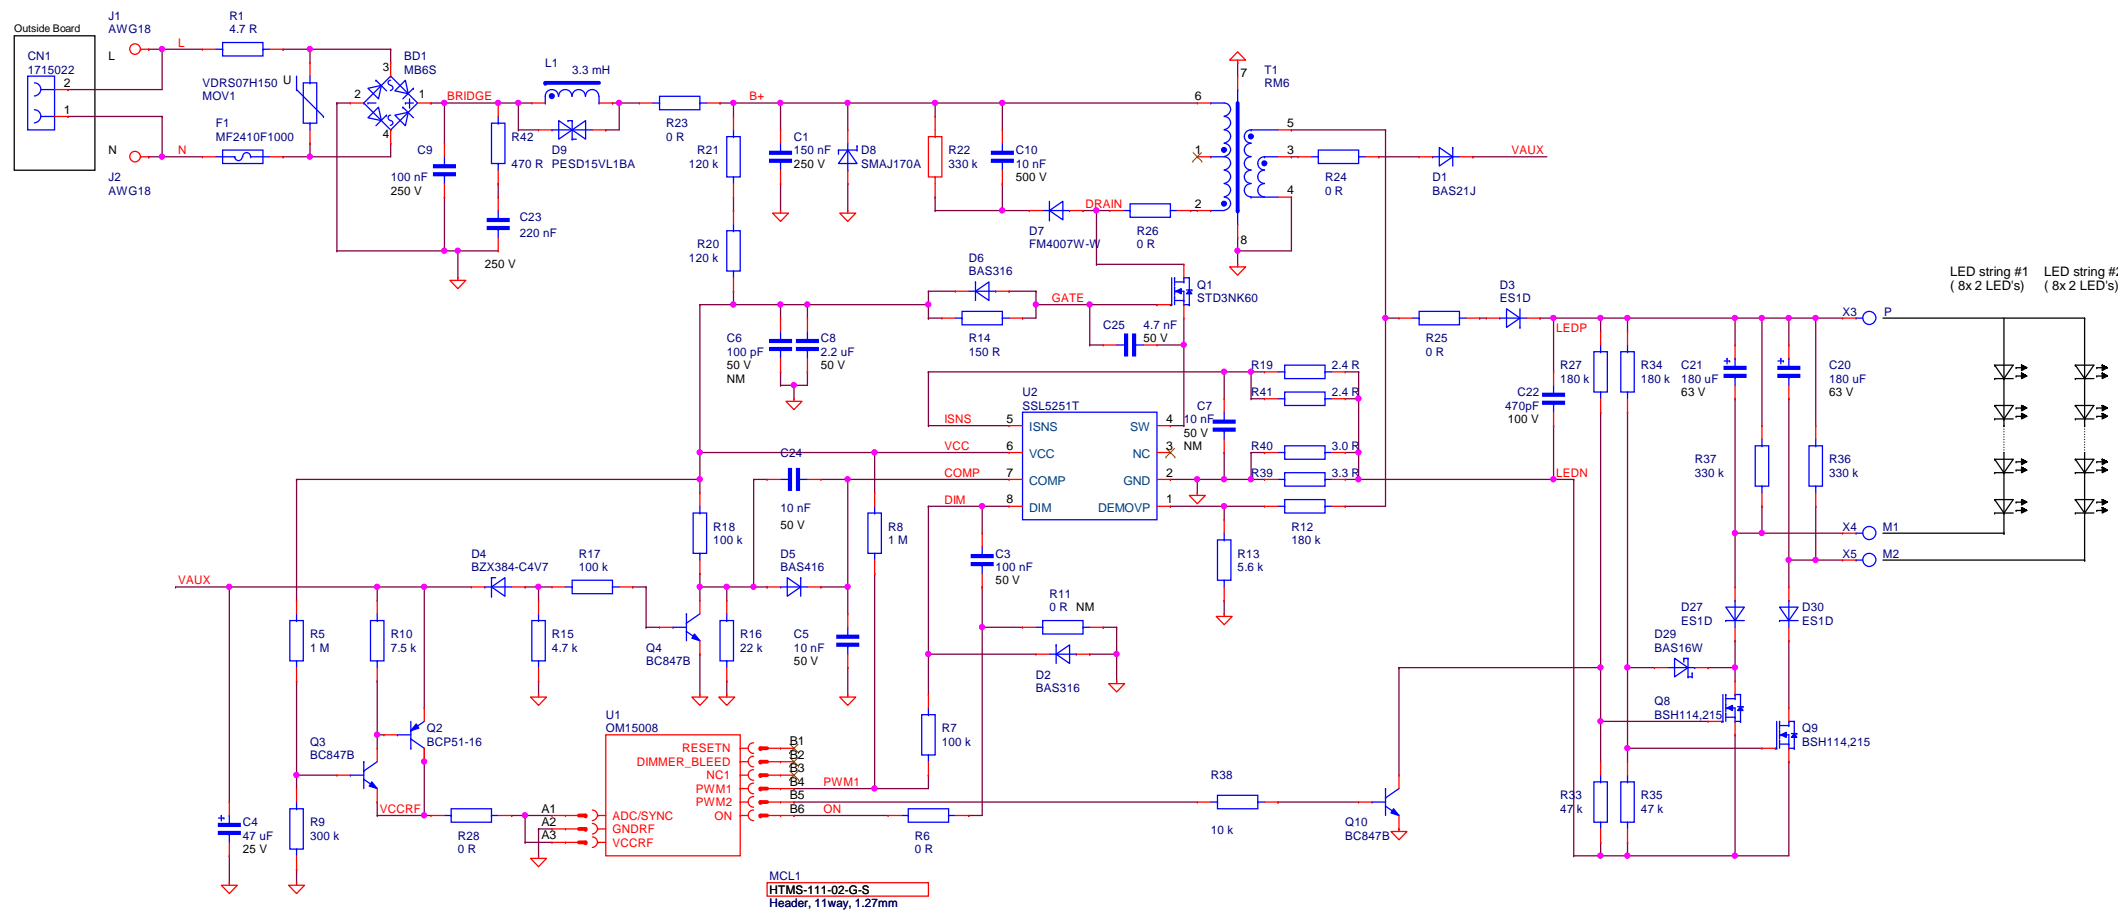 Outside Board
CN1
1715022
2
1
J1
AWG18
L
L
R1
4.7 R
VDRS07H150
MOV1
U
F1
MF2410F1000
N
N
J2
AWG18
BD1
MB6S
3
2
1
4
BRIDGE
C9
100 nF
250 V
R42
470 R
C23
220 nF
250 V
L1
3.3 mH
D9
PESD15VL1BA
R23
0 R
B+
R21
120 k
R20
120 k
C1
150 nF
250 V
D8
SMAJ170A
R22
330 k
C10
10 nF
500 V
D7
FM4007W-W
DRAIN
R26
0 R
T1
RM6
7
6
1
2
5
3
4
8
R24
0 R
D1
BAS21J
VAUX
D6
BAS316
R14
150 R
GATE
Q1
STD3NK60
C25
4.7 nF
50 V
C6
100 pF
50 V
NM
C8
2.2 uF
50 V
U2
SSL5251T
ISNS
5
ISNS
VCC
6
VCC
COMP
7
COMP
DIM
8
DIM
SW
4
NC
3
GND
2
DEMOVP
1
C7
10 nF
50 V
NM
R19
2.4 R
R41
2.4 R
R40
3.0 R
R39
3.3 R
R12
180 k
R13
5.6 k
R25
0 R
D3
ES1D
LEDP
C22
470pF
100 V
LEDN
R27
180 k
R34
180 k
C21
180 uF
63 V
C20
180 uF
63 V
R37
330 k
R36
330 k
LED string #1
( 8x 2 LED's)
LED string #2
( 8x 2 LED's)
X3
P
X4
M1
X5
M2
D27
ES1D
D30
ES1D
D29
BAS16W
Q8
BSH114,215
Q9
BSH114,215
R33
47 k
R35
47 k
C24
10 nF
50 V
R18
100 k
D5
BAS416
R8
1 M
C3
100 nF
50 V
R11
0 R NM
D2
BAS316
R7
100 k
VAUX
D4
BZX384-C4V7
R17
100 k
R5
1 M
R10
7.5 k
R15
4.7 k
Q4
BC847B
R16
22 k
C5
10 nF
50 V
Q3
BC847B
Q2
BCP51-16
VCCRF
C4
47 uF
25 V
R9
300 k
R28
0 R
U1
OM15008
RESETN
B1
DIMMER_BLEED
B2
NC1
B3
PWM1
B4
PWM1
PWM2
B5
ON
B6
ON
A1
ADC/SYNC
A2
GNDRF
A3
VCCRF
R6
0 R
R38
10 k
Q10
BC847B
MCL1
HTMS-111-02-G-S
Header, 11way, 1.27mm